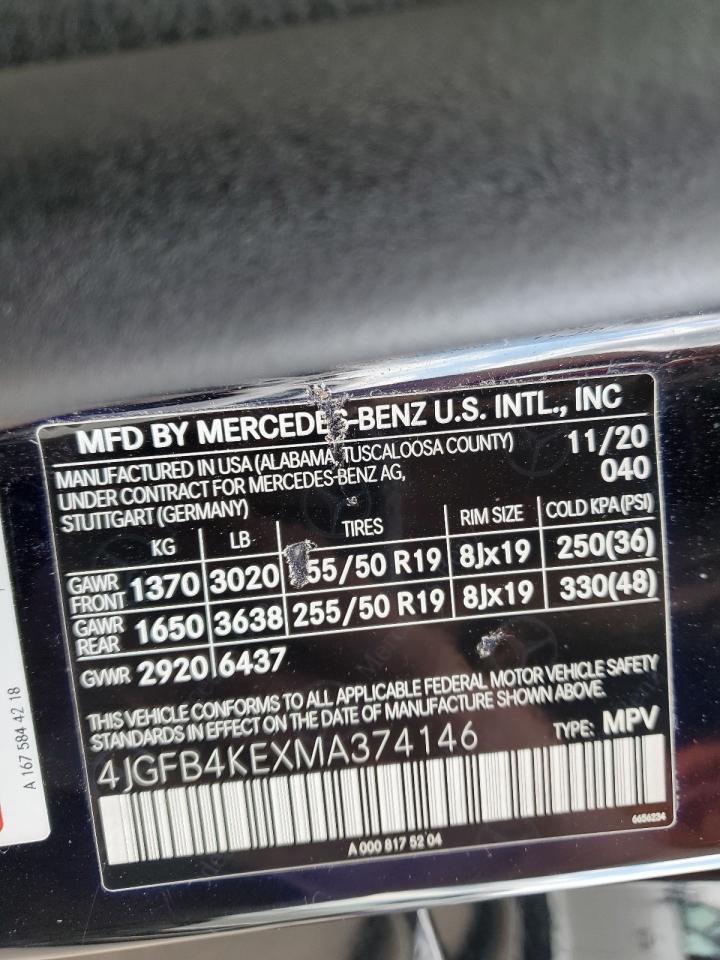 MFD BY MERCEDES-BENZ U.S. INTL., INC
MANUFACTURED IN USA (ALABAMA, TUSCALOOSA COUNTY) 11/20
UNDER CONTRACT FOR MERCEDES-BENZ AG, 040
STUTTGART (GERMANY)
KG LB TIRES RIM SIZE COLD KPA(PSI)
GAWR FRONT 1370 3020 55/50 R19 8Jx19 250(36)
GAWR REAR 1650 3638 255/50 R19 8Jx19 330(48)
GVWR 2920 6437
THIS VEHICLE CONFORMS TO ALL APPLICABLE FEDERAL MOTOR VEHICLE SAFETY
STANDARDS IN EFFECT ON THE DATE OF MANUFACTURE SHOWN ABOVE.
4JGFB4KEXMA374146 TYPE: MPV
6656234
A 000 817 52 04
A 167 584 42 18